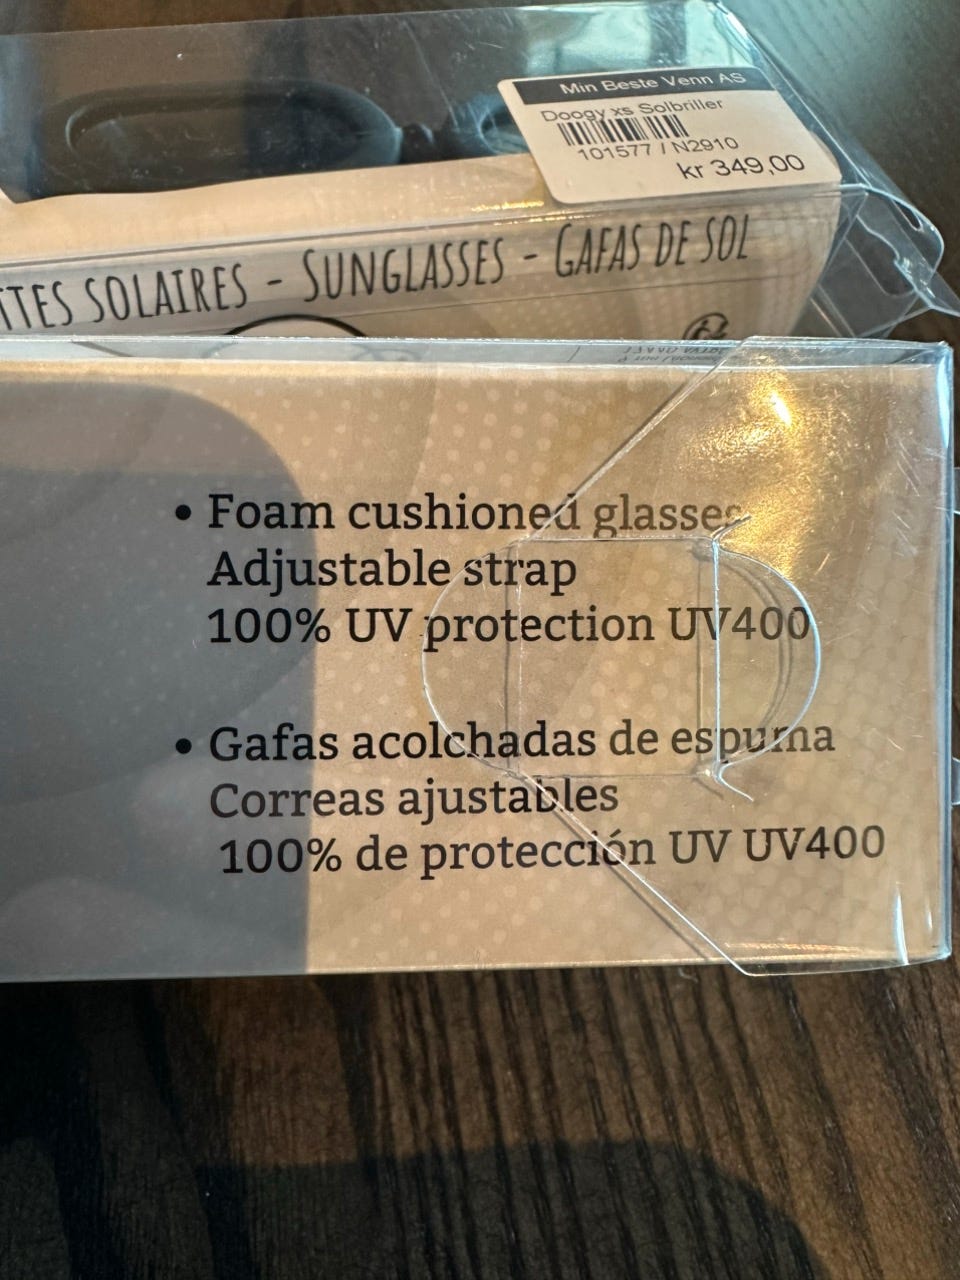 Min Beste Venn AS
Doogy xs Solbriller
101577 / N2910
kr 349,00
TTES SOLAIRES - SUNGLASSES - GAFAS DE SOL
• Foam cushioned glasses
Adjustable strap
100% UV protection UV400
• Gafas acolchadas de espuma
Correas ajustables
100% de protección UV UV400